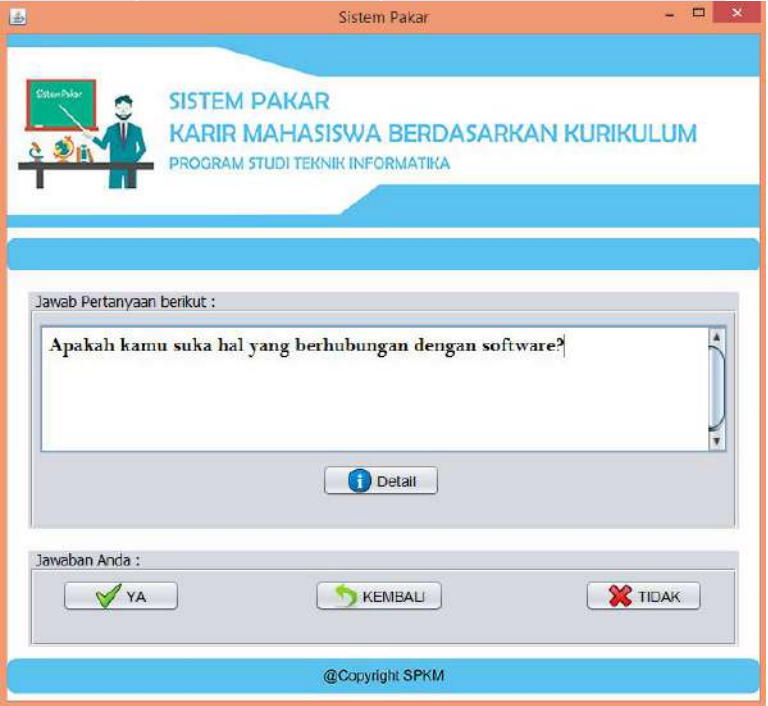 Sistem Pakar
Sistem Pakar
SISTEM PAKAR
KARIR MAHASISWA BERDASARKAN KURIKULUM
PROGRAM STUDI TEKNIK INFORMATIKA
Jawab Pertanyaan berikut :
Apakah kamu suka hal yang berhubungan dengan software?
Detail
Jawaban Anda :
YA
KEMBALI
TIDAK
@Copyright SPKM